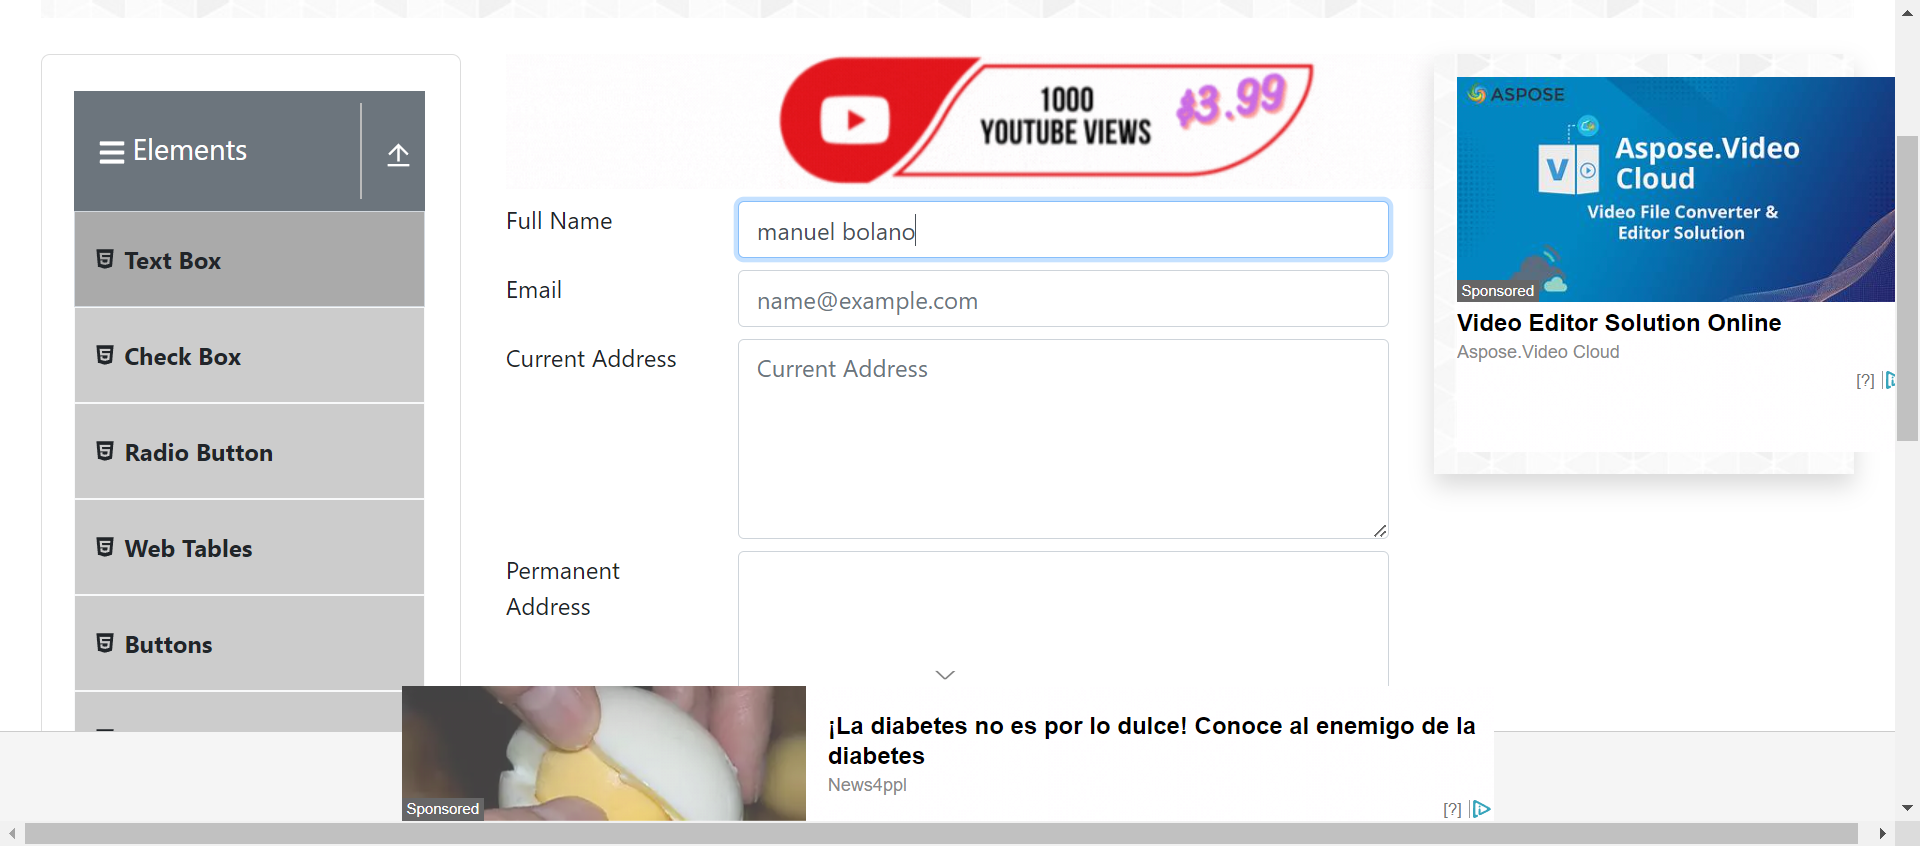 Elements
Text Box
Check Box
Radio Button
Web Tables
Buttons
1000
YOUTUBE VIEWS
$3.99
Full Name
manuel bolano
Email
name@example.com
Current Address
Current Address
Permanent
Address
ASPOSE
V
Aspose.Video
Cloud
Video File Converter &
Editor Solution
Sponsored
Video Editor Solution Online
Aspose.Video Cloud
[?]
Sponsored
¡La diabetes no es por lo dulce! Conoce al enemigo de la
diabetes
News4ppl
[?]